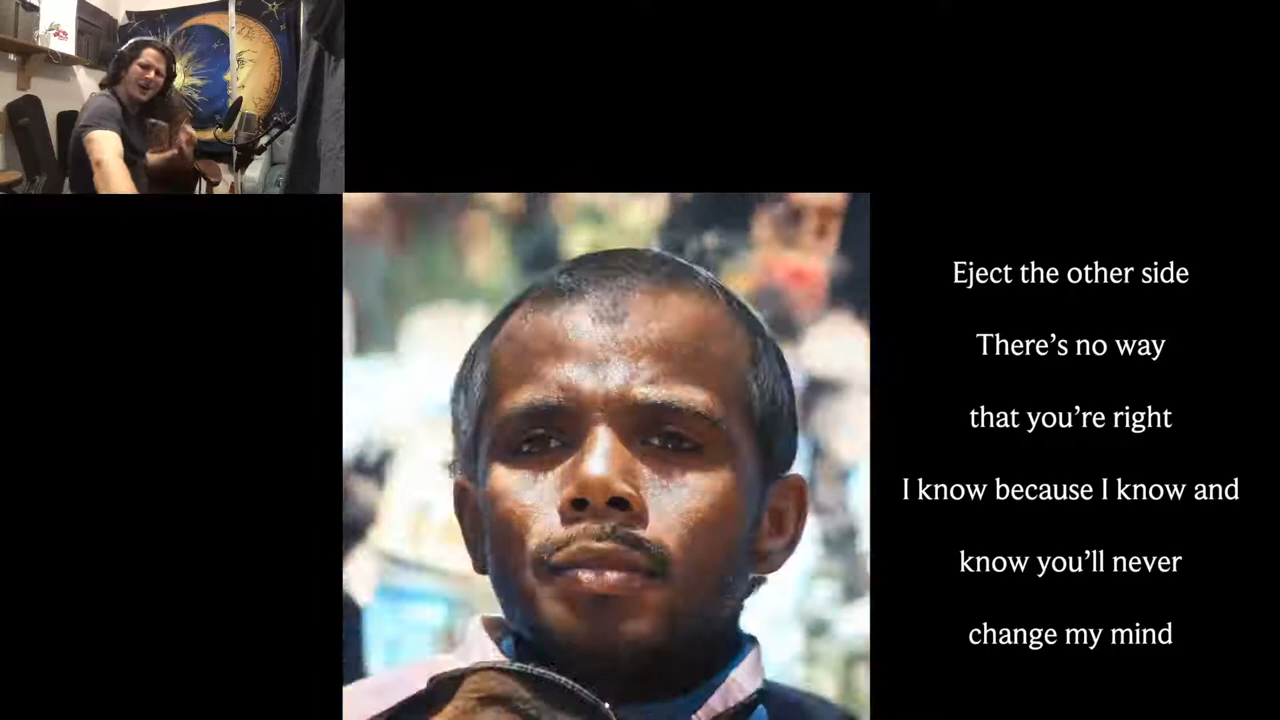 Eject the other side
There’s no way
that you’re right
I know because I know and
know you’ll never
change my mind